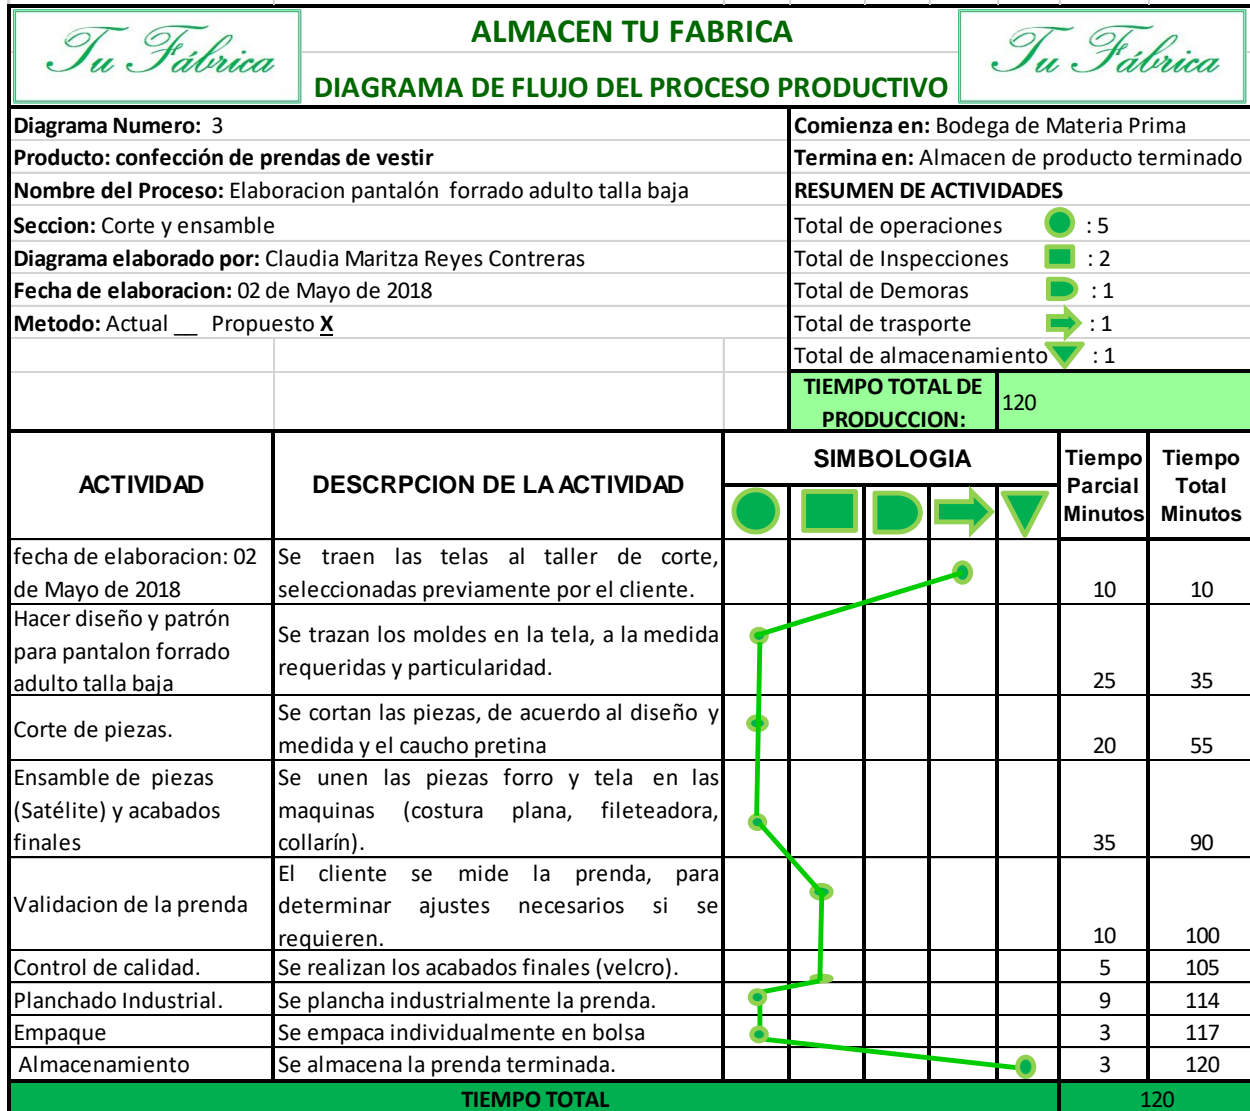 Tu Fábrica
ALMACEN TU FABRICA
Tu Fábrica
DIAGRAMA DE FLUJO DEL PROCESO PRODUCTIVO
Diagrama Numero: 3
Comienza en: Bodega de Materia Prima
Producto: confección de prendas de vestir
Termina en: Almacen de producto terminado
Nombre del Proceso: Elaboracion pantalón forrado adulto talla baja
RESUMEN DE ACTIVIDADES
Seccion: Corte y ensamble
Total de operaciones : 5
Diagrama elaborado por: Claudia Maritza Reyes Contreras
Total de Inspecciones : 2
Fecha de elaboracion: 02 de Mayo de 2018
Total de Demoras : 1
Metodo: Actual __ Propuesto X
Total de trasporte : 1
Total de almacenamiento : 1
TIEMPO TOTAL DE
PRODUCCION:
120
ACTIVIDAD
DESCRPCION DE LA ACTIVIDAD
SIMBOLOGIA
Tiempo
Parcial
Minutos
Tiempo
Total
Minutos
fecha de elaboracion: 02
de Mayo de 2018
Se traen las telas al taller de corte,
seleccionadas previamente por el cliente.
10
10
Hacer diseño y patrón
para pantalon forrado
adulto talla baja
Se trazan los moldes en la tela, a la medida
requeridas y particularidad.
25
35
Corte de piezas.
Se cortan las piezas, de acuerdo al diseño y
medida y el caucho pretina
20
55
Ensamble de piezas
(Satélite) y acabados
finales
Se unen las piezas forro y tela en las
maquinas (costura plana, fileteadora,
collarín).
35
90
Validacion de la prenda
El cliente se mide la prenda, para
determinar ajustes necesarios si se
requieren.
10
100
Control de calidad.
Se realizan los acabados finales (velcro).
5
105
Planchado Industrial.
Se plancha industrialmente la prenda.
9
114
Empaque
Se empaca individualmente en bolsa
3
117
Almacenamiento
Se almacena la prenda terminada.
3
120
TIEMPO TOTAL
120